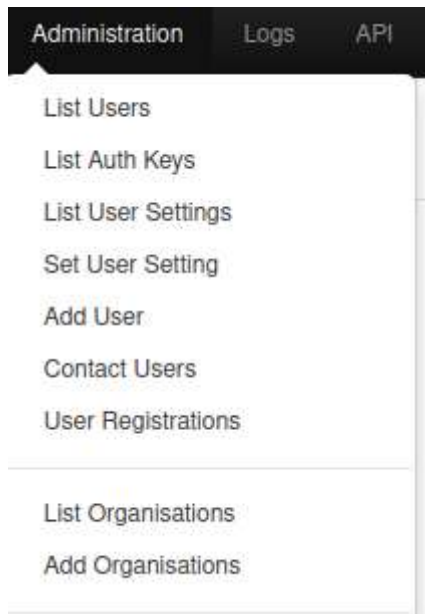 Administration Logs API
List Users
List Auth Keys
List User Settings
Set User Setting
Add User
Contact Users
User Registrations
List Organisations
Add Organisations